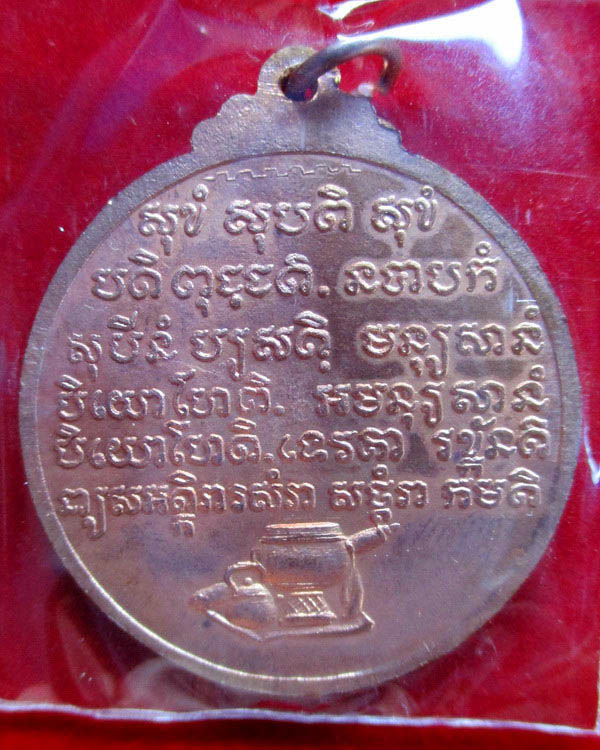 សុខំ សុបតិ សុខំ
បដិពុជ្ឈតិ. នបាបកំ
សុបិនំ បស្សតិ មនុស្សានំ
បិយោហោតិ. អមនុស្សានំ
បិយោហោតិ. ទេវតា រក្ខន្តិ
នាស្សអគ្គិវាវិសំវា សត្ថំវា កមតិ